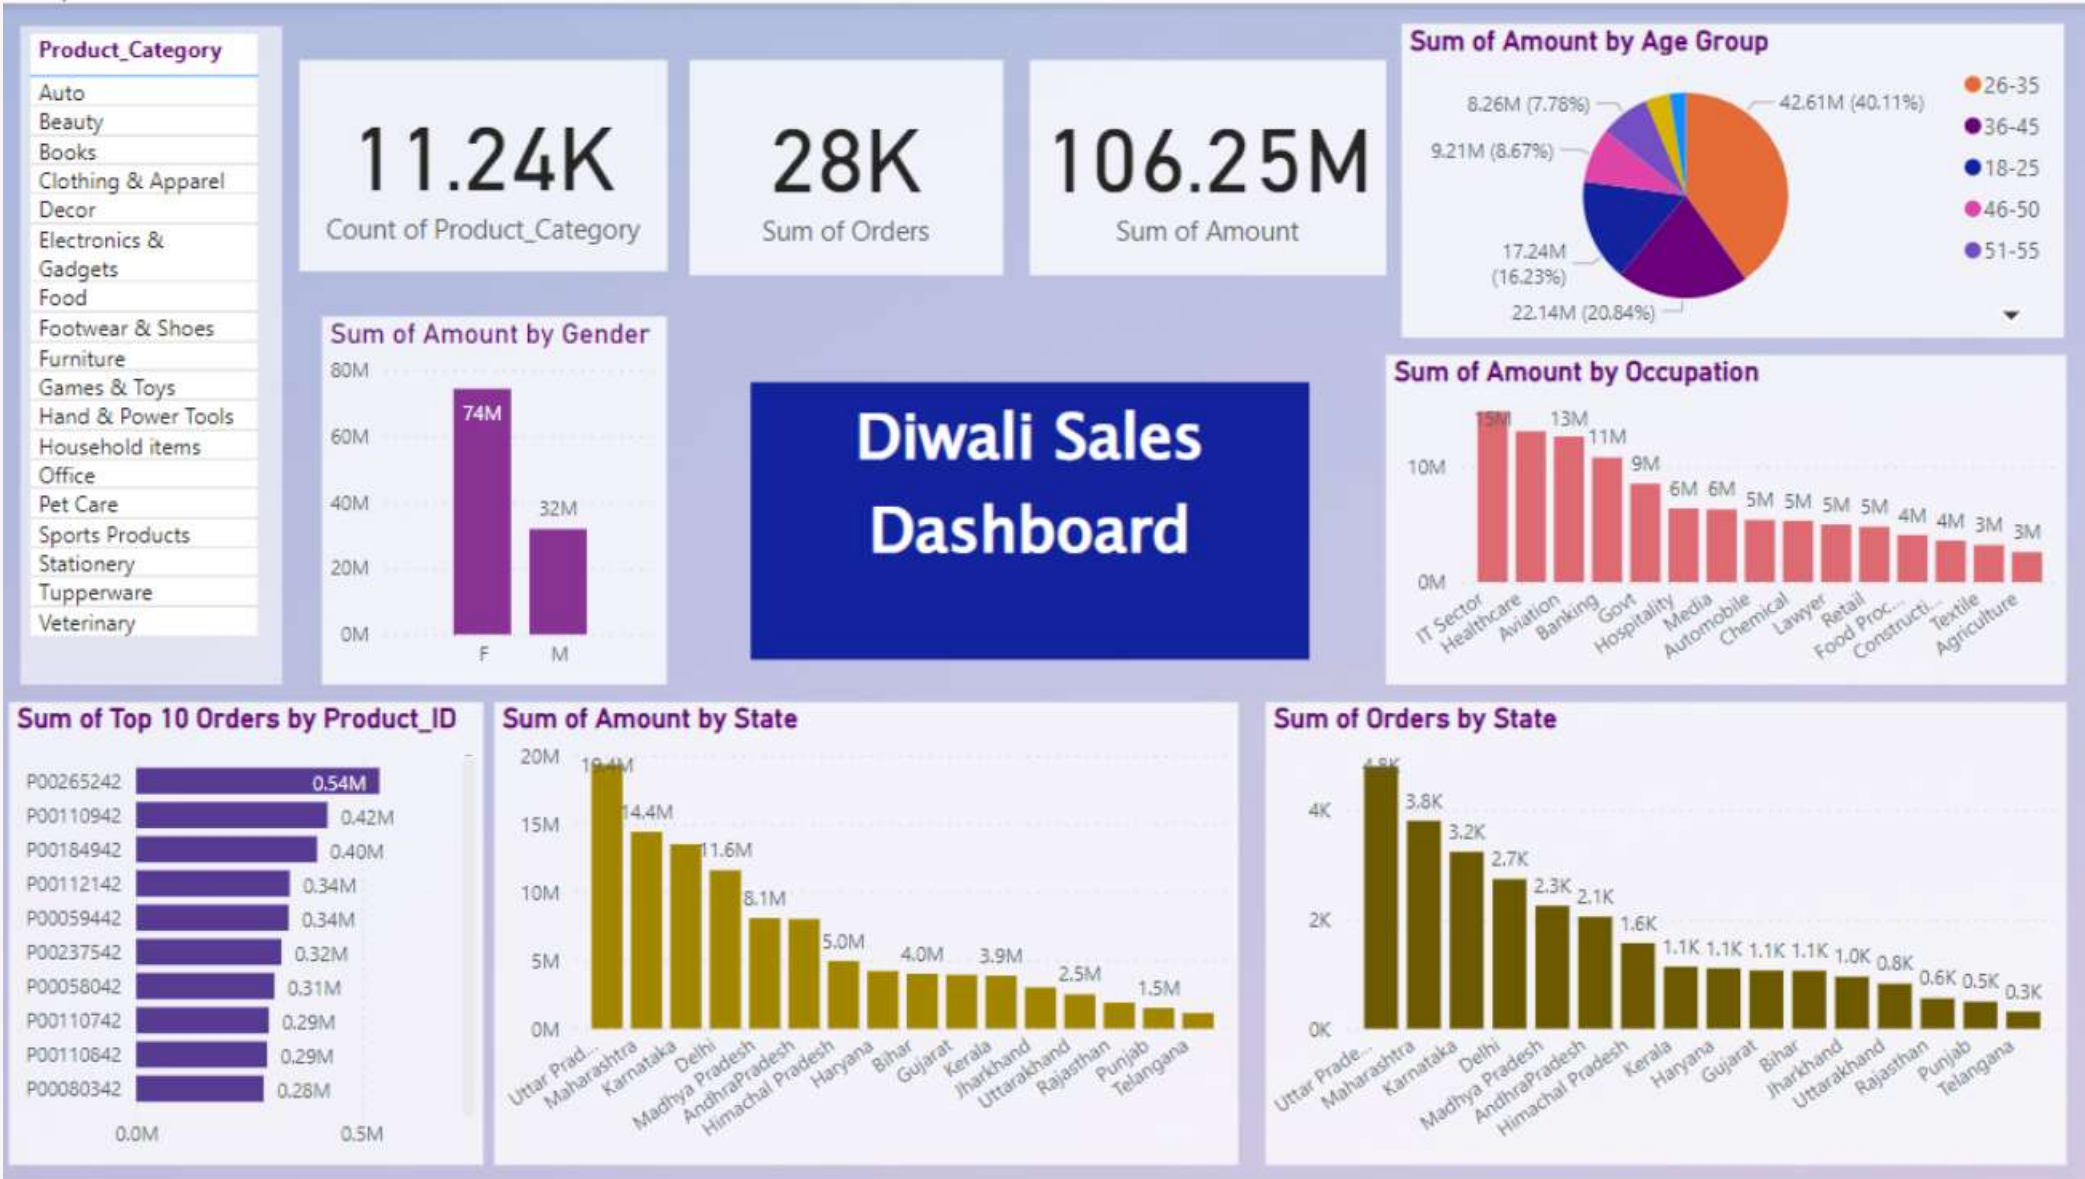 Product_Category
Auto
Beauty
Books
Clothing & Apparel
Decor
Electronics &
Gadgets
Food
Footwear & Shoes
Furniture
Games & Toys
Hand & Power Tools
Household items
Office
Pet Care
Sports Products
Stationery
Tupperware
Veterinary
11.24K
Count of Product_Category
28K
Sum of Orders
106.25M
Sum of Amount
Sum of Amount by Age Group
8.26M (7.78%)
9.21M (8.67%)
17.24M
(16.23%)
22.14M (20.84%)
42.61M (40.11%)
26-35
36-45
18-25
46-50
51-55
Sum of Amount by Gender
80M
60M
40M
20M
0M
74M
32M
F
M
Diwali Sales
Dashboard
Sum of Amount by Occupation
10M
0M
15M
13M
11M
9M
6M
6M
5M
5M
5M
5M
4M
4M
3M
3M
IT Sector
Healthcare
Aviation
Banking
Govt
Hospitality
Media
Automobile
Chemical
Lawyer
Retail
Food Proc...
Constructi...
Textile
Agriculture
Sum of Top 10 Orders by Product_ID
P00265242 0.54M
P00110942 0.42M
P00184942 0.40M
P00112142 0.34M
P00059442 0.34M
P00237542 0.32M
P00058042 0.31M
P00110742 0.29M
P00110842 0.29M
P00080342 0.28M
0.0M 0.5M
Sum of Amount by State
20M
15M
10M
5M
0M
19.4M
14.4M
11.6M
8.1M
5.0M
4.0M
3.9M
2.5M
1.5M
Uttar Prad...
Maharashtra
Karnataka
Delhi
Madhya Pradesh
AndhraPradesh
Himachal Pradesh
Haryana
Bihar
Gujarat
Kerala
Jharkhand
Uttarakhand
Rajasthan
Punjab
Telangana
Sum of Orders by State
4K
2K
0K
4.8K
3.8K
3.2K
2.7K
2.3K
2.1K
1.6K
1.1K
1.1K
1.1K
1.1K
1.0K
0.8K
0.6K
0.5K
0.3K
Uttar Prade...
Maharashtra
Karnataka
Delhi
Madhya Pradesh
AndhraPradesh
Himachal Pradesh
Kerala
Haryana
Gujarat
Bihar
Jharkhand
Uttarakhand
Rajasthan
Punjab
Telangana